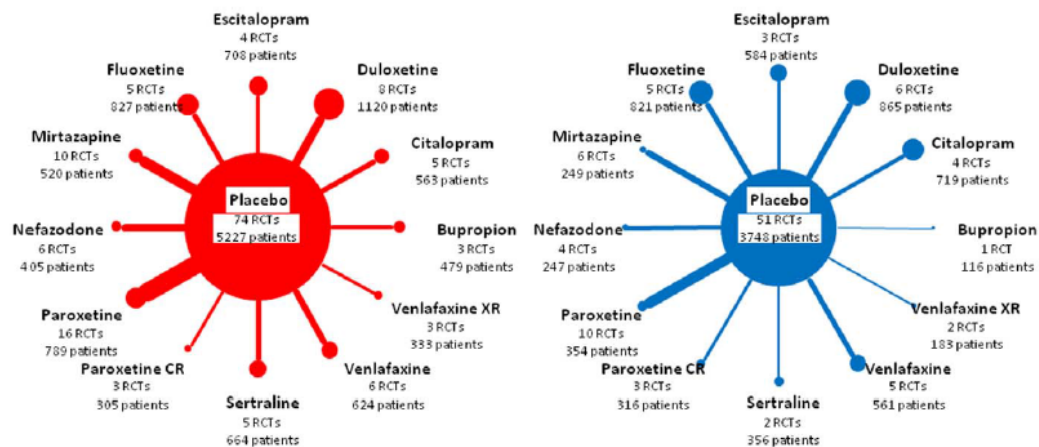 Escitalopram
4 RCTs
708 patients
Fluoxetine
5 RCTs
827 patients
Duloxetine
8 RCTs
1120 patients
Mirtazapine
10 RCTs
520 patients
Citalopram
5 RCTs
563 patients
Placebo
74 RCTs
5227 patients
Nefazodone
6 RCTs
405 patients
Bupropion
3 RCTs
479 patients
Paroxetine
16 RCTs
789 patients
Venlafaxine XR
3 RCTs
333 patients
Paroxetine CR
3 RCTs
305 patients
Venlafaxine
6 RCTs
624 patients
Sertraline
5 RCTs
664 patients
Escitalopram
3 RCTs
584 patients
Fluoxetine
5 RCTs
821 patients
Duloxetine
6 RCTs
865 patients
Mirtazapine
6 RCTs
249 patients
Citalopram
4 RCTs
719 patients
Placebo
51 RCTs
3748 patients
Nefazodone
4 RCTs
247 patients
Bupropion
1 RCT
116 patients
Paroxetine
10 RCTs
354 patients
Venlafaxine XR
2 RCTs
183 patients
Paroxetine CR
3 RCTs
316 patients
Venlafaxine
5 RCTs
561 patients
Sertraline
2 RCTs
356 patients